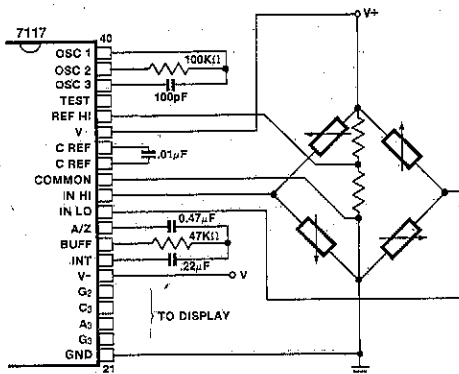 7117
40
V+
OSC 1
OSC 2
100KΩ
OSC 3
100pF
TEST
REF HI
V
C REF
.01µF
C REF
COMMON
IN HI
IN LO
A/Z
0.47µF
BUFF
47KΩ
INT
.22µF
V-
V
G2
C3
TO DISPLAY
A3
G3
GND
21